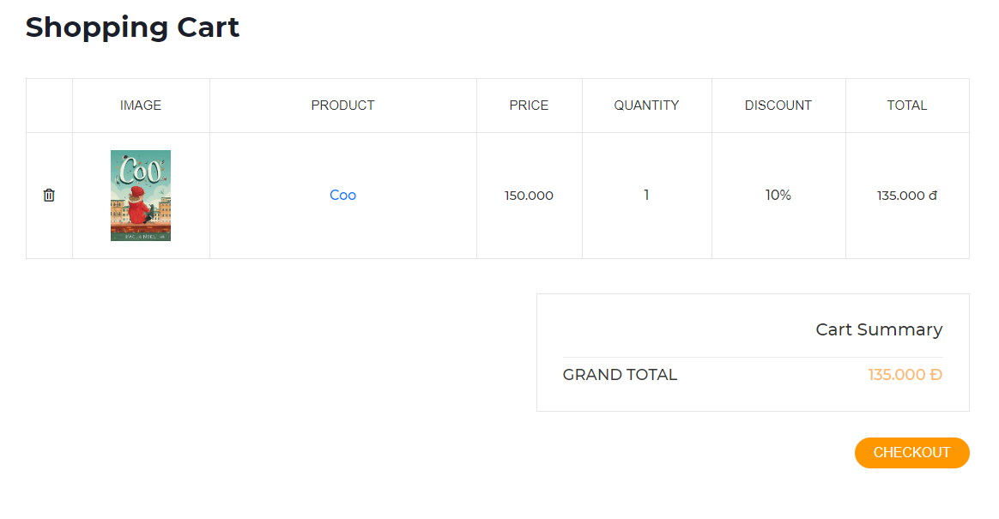 Shopping Cart
IMAGE PRODUCT PRICE QUANTITY DISCOUNT TOTAL
Coo
Coo 150.000 1 10% 135.000 đ
Cart Summary
GRAND TOTAL 135.000 Đ
CHECKOUT